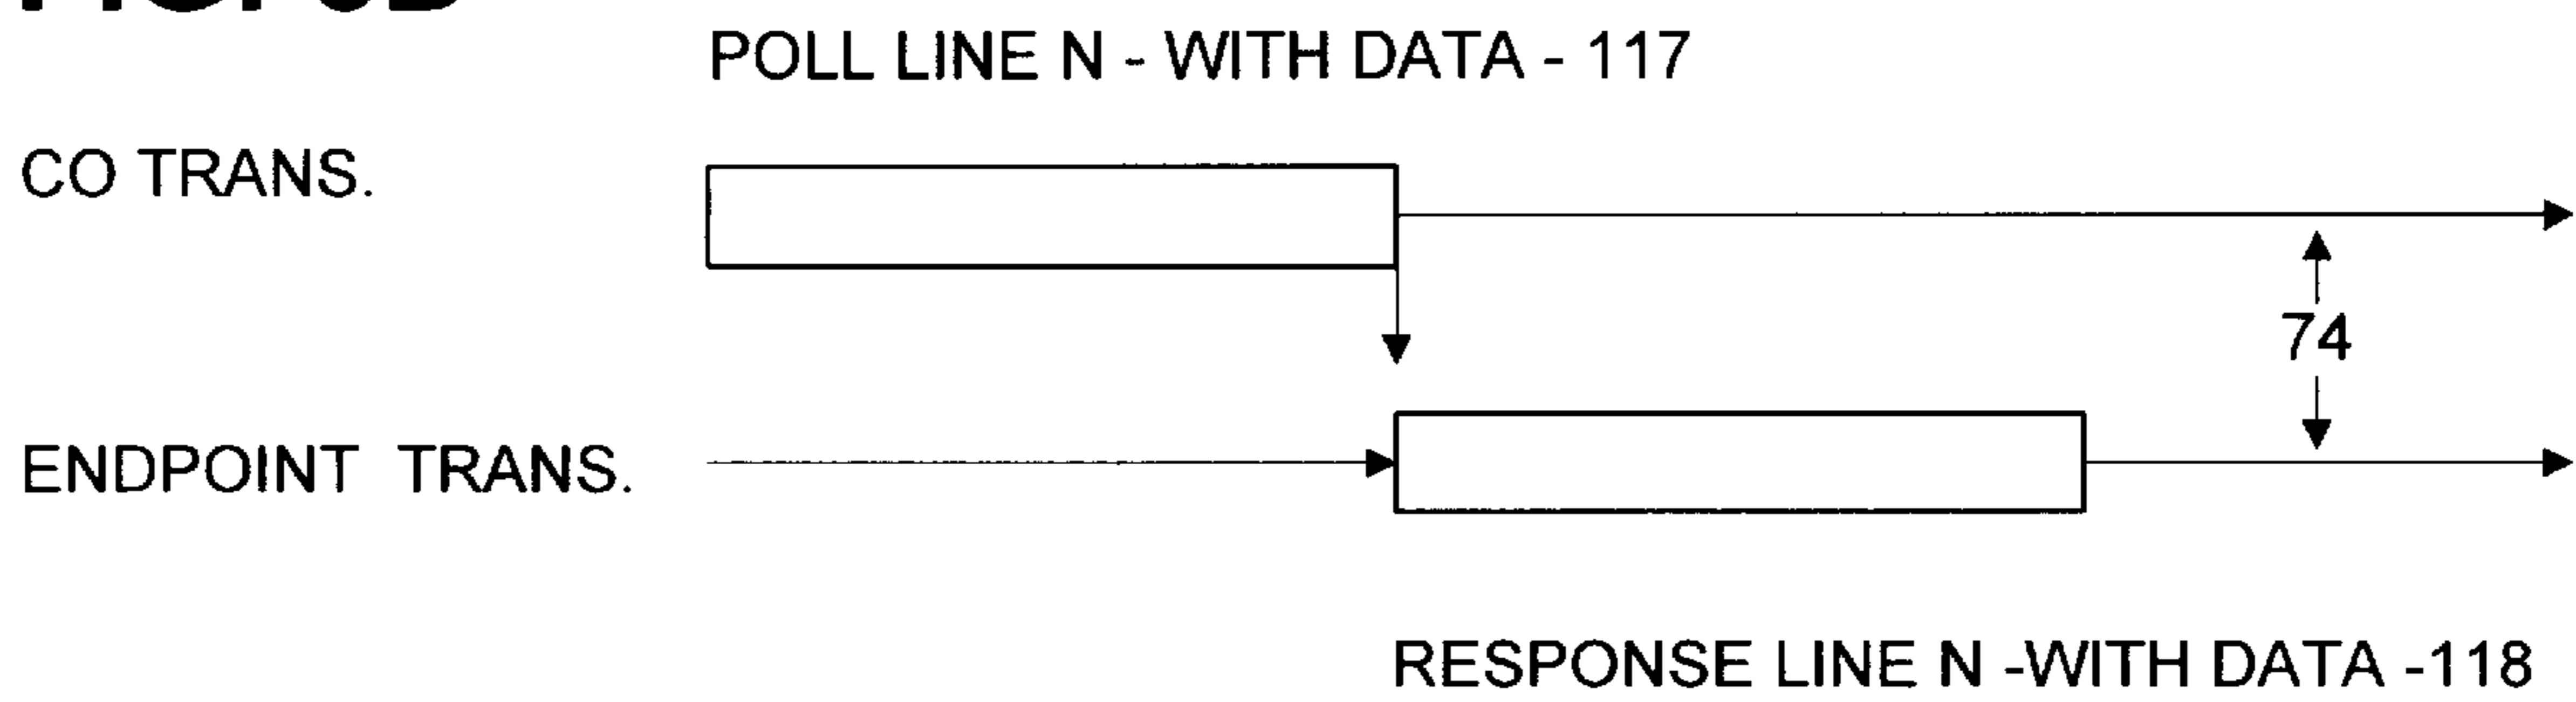 POLL LINE N - WITH DATA - 117
CO TRANS.
74
ENDPOINT TRANS.
RESPONSE LINE N -WITH DATA -118